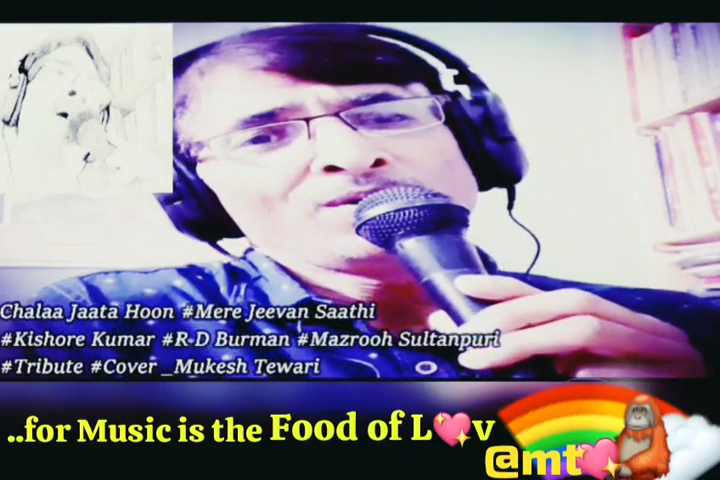 Chalaa Jaata Hoon #Mere Jeevan Saathi
#Kishore Kumar #R D Burman #Mazrooh Sultanpuri
#Tribute #Cover _Mukesh Tewari
..for Music is the Food of L💖v
@mt💖